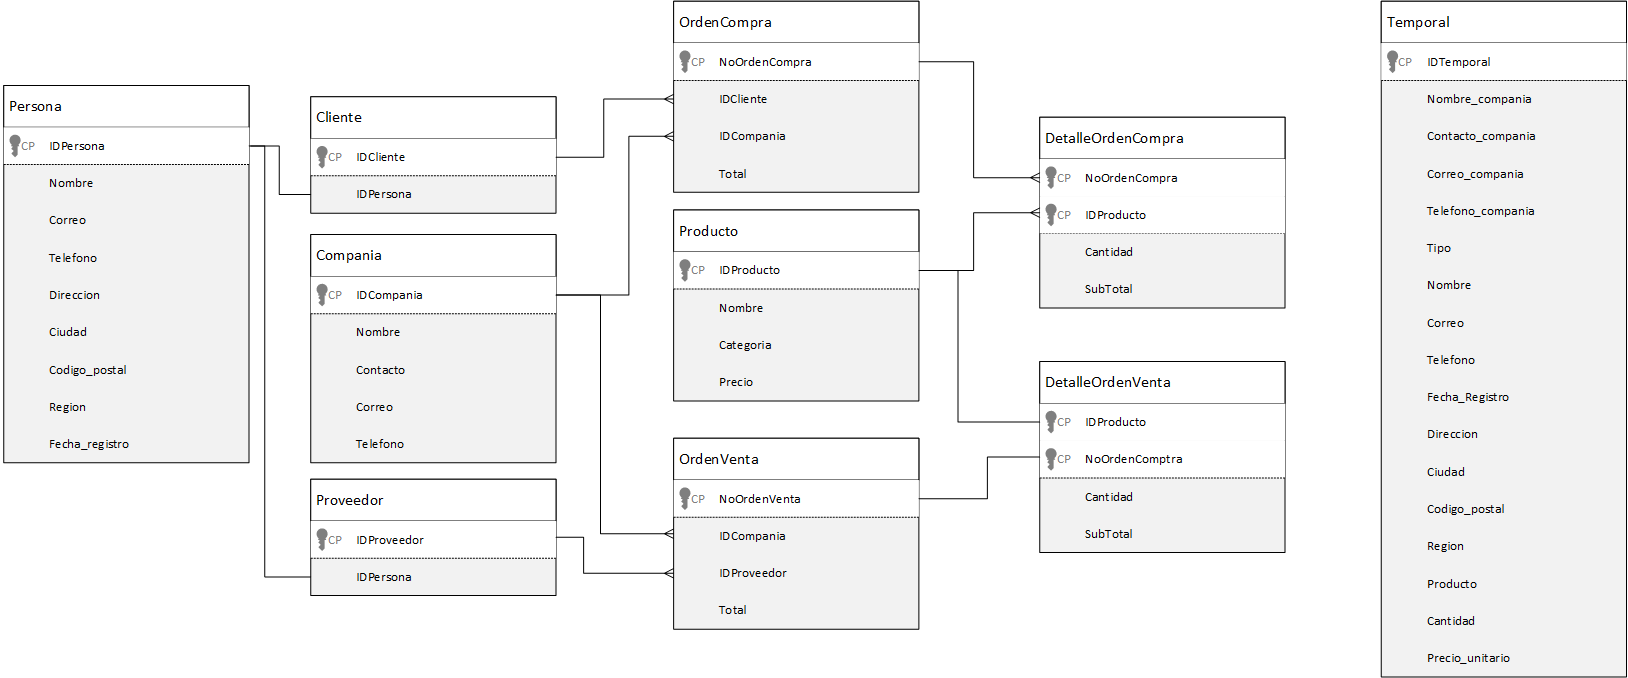 Persona
CP IDPersona
Nombre
Correo
Telefono
Direccion
Ciudad
Codigo_postal
Region
Fecha_registro
Cliente
CP IDCliente
IDPersona
Compania
CP IDCompania
Nombre
Contacto
Correo
Telefono
Proveedor
CP IDProveedor
IDPersona
OrdenCompra
CP NoOrdenCompra
IDCliente
IDCompania
Total
Producto
CP IDProducto
Nombre
Categoria
Precio
OrdenVenta
CP NoOrdenVenta
IDCompania
IDProveedor
Total
DetalleOrdenCompra
CP NoOrdenCompra
CP IDProducto
Cantidad
SubTotal
DetalleOrdenVenta
CP IDProducto
CP NoOrdenComptra
Cantidad
SubTotal
Temporal
CP IDTemporal
Nombre_compania
Contacto_compania
Correo_compania
Telefono_compania
Tipo
Nombre
Correo
Telefono
Fecha_Registro
Direccion
Ciudad
Codigo_postal
Region
Producto
Cantidad
Precio_unitario